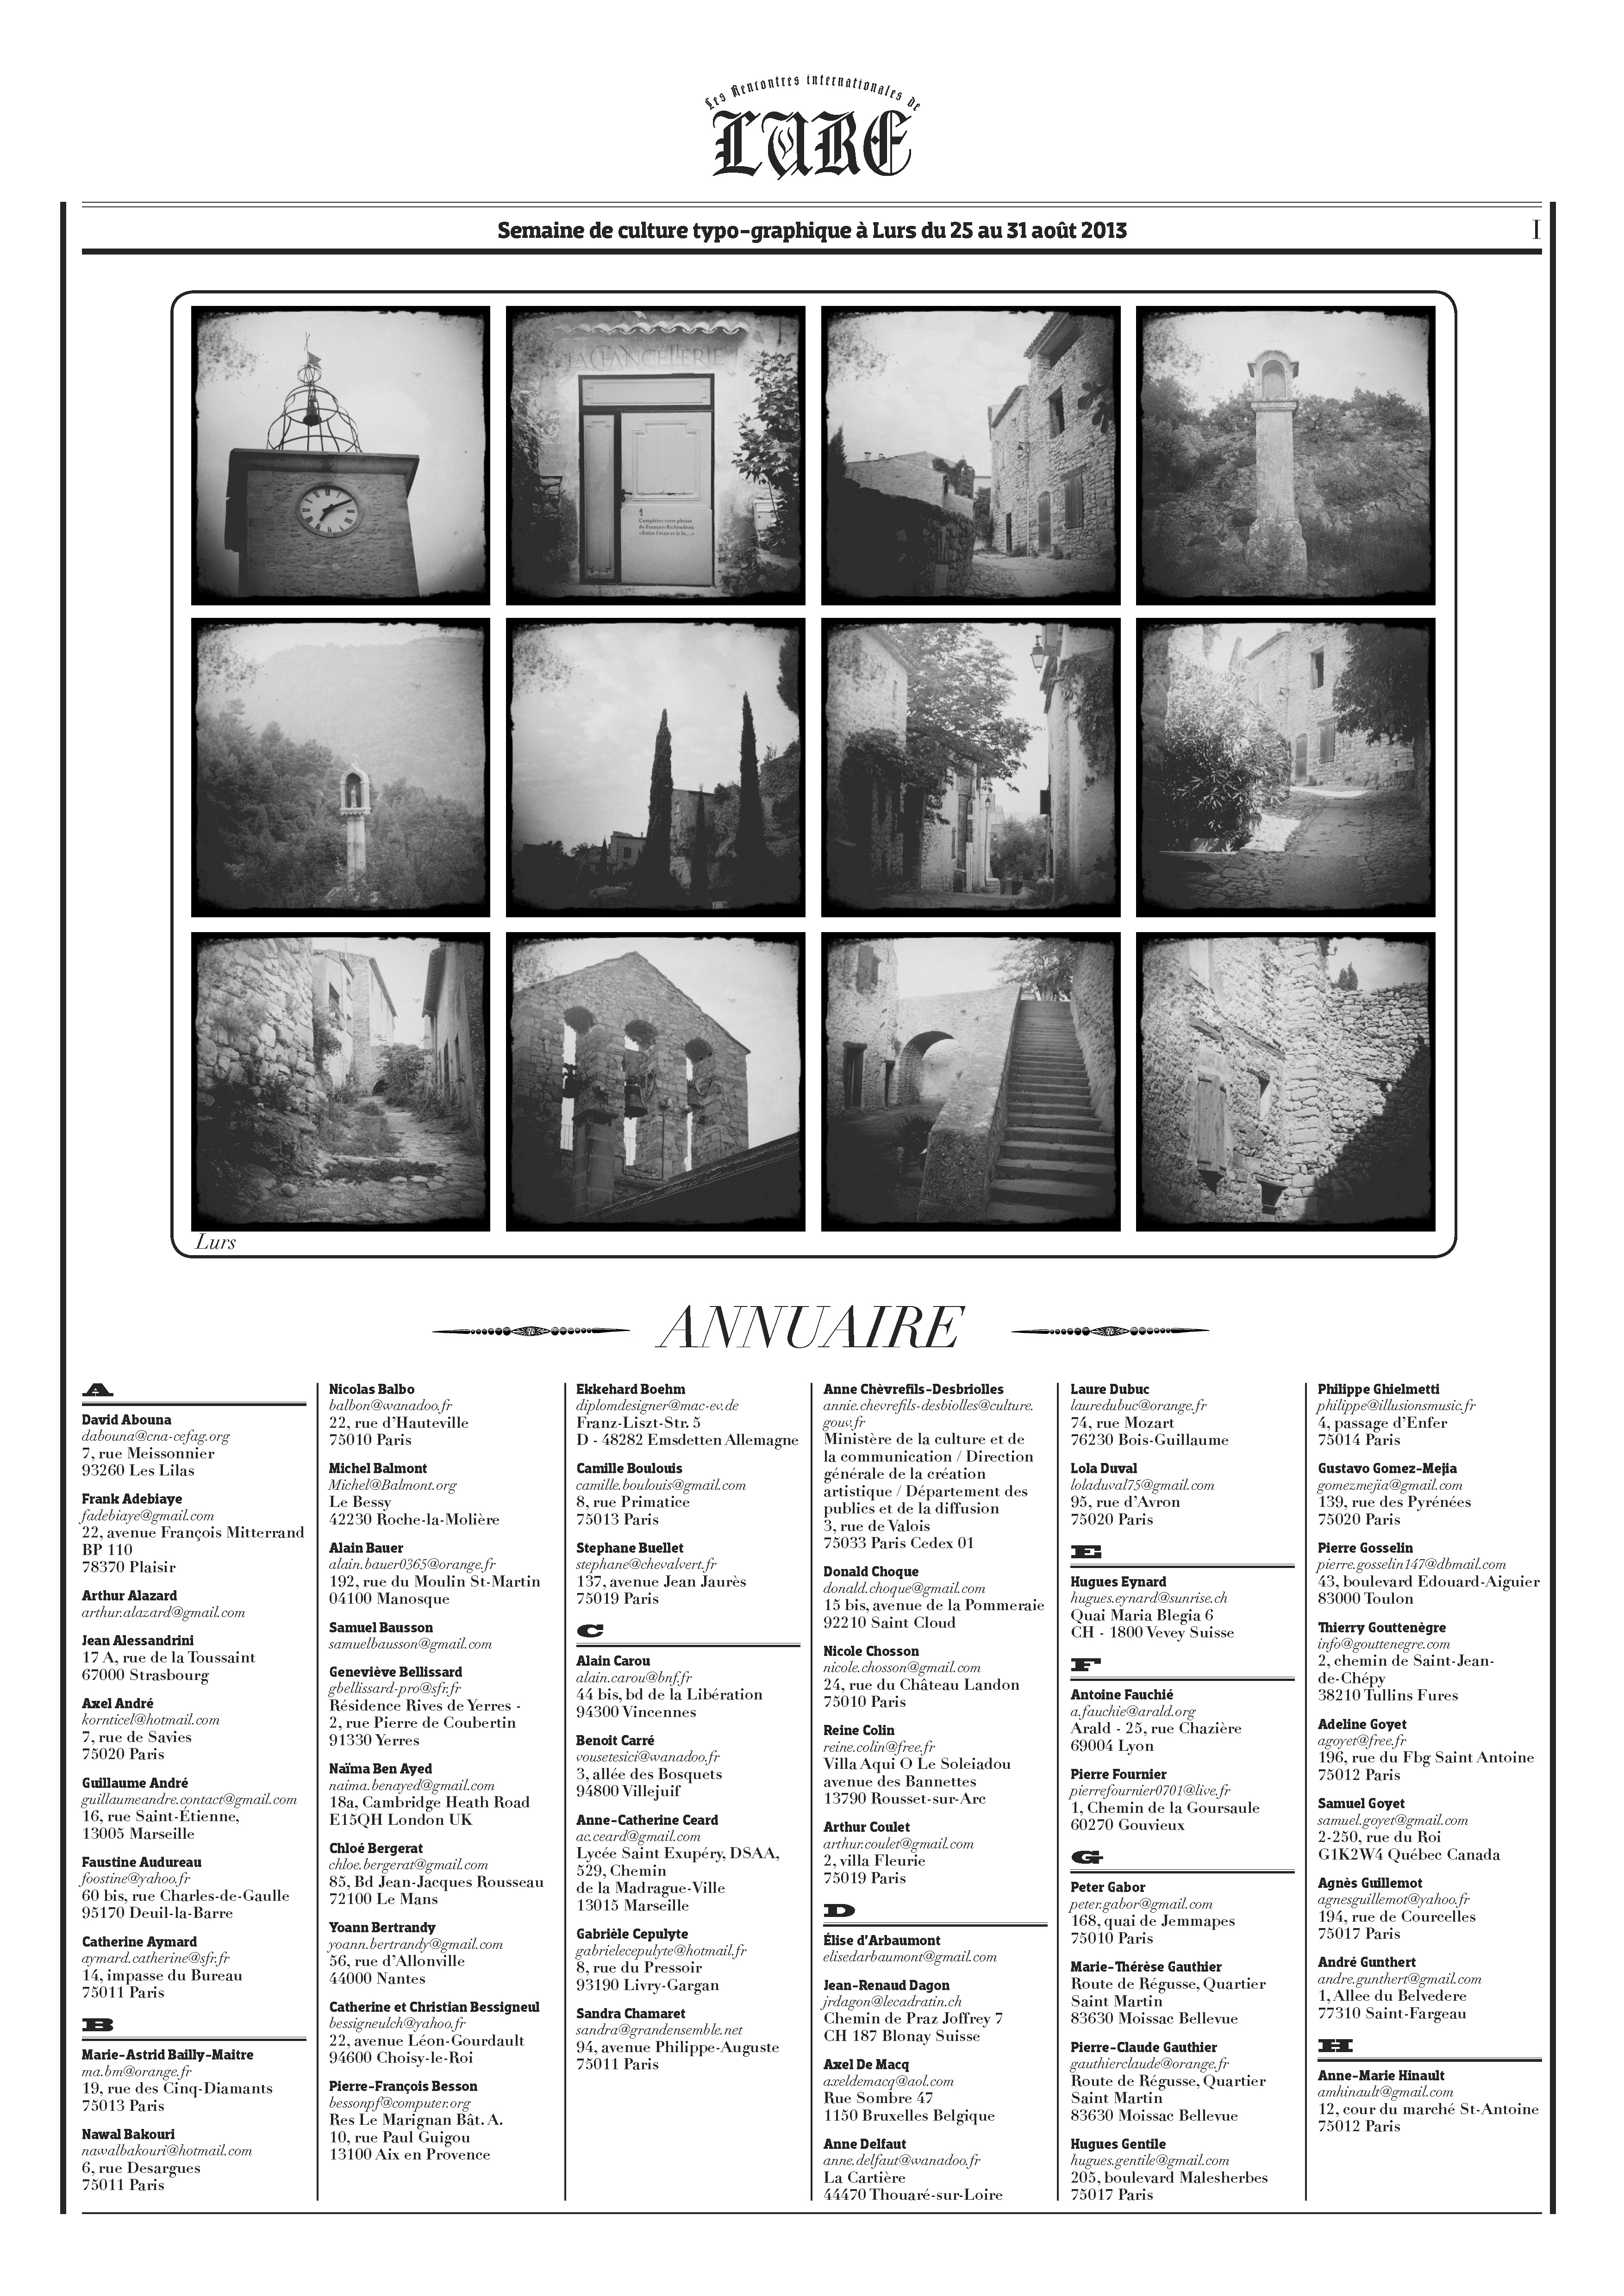 Les Rencontres internationales de
LURE
Semaine de culture typo-graphique à Lurs du 25 au 31 août 2013
I
LA CHANCELLERIE
1
Complétez cette phrase
de François Richaudeau
«Entre l'écrit et le lu,...»
Lurs
ANNUAIRE
A
David Abouna
dabouna@cna-cefag.org
7, rue Meissonnier
93260 Les Lilas
Frank Adebiaye
fadebiaye@gmail.com
22, avenue François Mitterrand
BP 110
78370 Plaisir
Arthur Alazard
arthur.alazard@gmail.com
Jean Alessandrini
17 A, rue de la Toussaint
67000 Strasbourg
Axel André
kornticel@hotmail.com
7, rue de Savies
75020 Paris
Guillaume André
guillaumeandre.contact@gmail.com
16, rue Saint-Étienne,
13005 Marseille
Faustine Audureau
foostine@yahoo.fr
60 bis, rue Charles-de-Gaulle
95170 Deuil-la-Barre
Catherine Aymard
aymard.catherine@sfr.fr
14, impasse du Bureau
75011 Paris
B
Marie-Astrid Bailly-Maitre
ma.bm@orange.fr
19, rue des Cinq-Diamants
75013 Paris
Nawal Bakouri
nawalbakouri@hotmail.com
6, rue Desargues
75011 Paris
Nicolas Balbo
balbon@wanadoo.fr
22, rue d'Hauteville
75010 Paris
Michel Balmont
Michel@Balmont.org
Le Bessy
42230 Roche-la-Molière
Alain Bauer
alain.bauer0365@orange.fr
192, rue du Moulin St-Martin
04100 Manosque
Samuel Bausson
samuelbausson@gmail.com
Geneviève Bellissard
gbellissard-pro@sfr.fr
Résidence Rives de Yerres -
2, rue Pierre de Coubertin
91330 Yerres
Naïma Ben Ayed
naima.benayed@gmail.com
18a, Cambridge Heath Road
E15QH London UK
Chloé Bergerat
chloe.bergerat@gmail.com
85, Bd Jean-Jacques Rousseau
72100 Le Mans
Yoann Bertrandy
yoann.bertrandy@gmail.com
56, rue d'Allonville
44000 Nantes
Catherine et Christian Bessigneul
bessigneulch@yahoo.fr
22, avenue Léon-Gourdault
94600 Choisy-le-Roi
Pierre-François Besson
bessonpf@computer.org
Res Le Marignan Bât. A.
10, rue Paul Guigou
13100 Aix en Provence
Ekkehard Boehm
diplomdesigner@mac-ev.de
Franz-Liszt-Str. 5
D - 48282 Emsdetten Allemagne
Camille Boulouis
camille.boulouis@gmail.com
8, rue Primatice
75013 Paris
Stephane Buellet
stephane@chevalvert.fr
137, avenue Jean Jaurès
75019 Paris
C
Alain Carou
alain.carou@bnf.fr
44 bis, bd de la Libération
94300 Vincennes
Benoit Carré
vousetesici@wanadoo.fr
3, allée des Bosquets
94800 Villejuif
Anne-Catherine Ceard
ac.ceard@gmail.com
Lycée Saint Exupéry, DSAA,
529, Chemin
de la Madrague-Ville
13015 Marseille
Gabrièle Cepulyte
gabrielecepulyte@hotmail.fr
8, rue du Pressoir
93190 Livry-Gargan
Sandra Chamaret
sandra@grandensemble.net
94, avenue Philippe-Auguste
75011 Paris
Anne Chèvrefils-Desbriolles
annie.chevrefils-desbiolles@culture.
gouv.fr
Ministère de la culture et de
la communication / Direction
générale de la création
artistique / Département des
publics et de la diffusion
3, rue de Valois
75033 Paris Cedex 01
Donald Choque
donald.choque@gmail.com
15 bis, avenue de la Pommeraie
92210 Saint Cloud
Nicole Chosson
nicole.chosson@gmail.com
24, rue du Château Landon
75010 Paris
Reine Colin
reine.colin@free.fr
Villa Aqui O Le Soleiadou
avenue des Bannettes
13790 Rousset-sur-Arc
Arthur Coulet
arthur.coulet@gmail.com
2, villa Fleurie
75019 Paris
D
Élise d'Arbaumont
elisedarbaumont@gmail.com
Jean-Renaud Dagon
jrdagon@lecadratin.ch
Chemin de Praz Joffrey 7
CH 187 Blonay Suisse
Axel De Macq
axeldemacq@aol.com
Rue Sombre 47
1150 Bruxelles Belgique
Anne Delfaut
anne.delfaut@wanadoo.fr
La Cartière
44470 Thouaré-sur-Loire
Laure Dubuc
lauredubuc@orange.fr
74, rue Mozart
76230 Bois-Guillaume
Lola Duval
loladuval75@gmail.com
95, rue d'Avron
75020 Paris
E
Hugues Eynard
hugues.eynard@sunrise.ch
Quai Maria Blegia 6
CH - 1800 Vevey Suisse
F
Antoine Fauchié
a.fauchie@arald.org
Arald - 25, rue Chazière
69004 Lyon
Pierre Fournier
pierrefournier0701@live.fr
1, Chemin de la Goursaule
60270 Gouvieux
G
Peter Gabor
peter.gabor@gmail.com
168, quai de Jemmapes
75010 Paris
Marie-Thérèse Gauthier
Route de Régusse, Quartier
Saint Martin
83630 Moissac Bellevue
Pierre-Claude Gauthier
gauthierclaude@orange.fr
Route de Régusse, Quartier
Saint Martin
83630 Moissac Bellevue
Hugues Gentile
hugues.gentile@gmail.com
205, boulevard Malesherbes
75017 Paris
Philippe Ghielmetti
philippe@illusionsmusic.fr
4, passage d'Enfer
75014 Paris
Gustavo Gomez-Mejia
gomezmejia@gmail.com
139, rue des Pyrénées
75020 Paris
Pierre Gosselin
pierre.gosselin147@dbmail.com
43, boulevard Edouard-Aiguier
83000 Toulon
Thierry Gouttenègre
info@gouttenegre.com
2, chemin de Saint-Jean-
de-Chépy
38210 Tullins Fures
Adeline Goyet
agoyet@free.fr
196, rue du Fbg Saint Antoine
75012 Paris
Samuel Goyet
samuel.goyet@gmail.com
2-250, rue du Roi
G1K2W4 Québec Canada
Agnès Guillemot
agnesguillemot@yahoo.fr
194, rue de Courcelles
75017 Paris
André Gunthert
andre.gunthert@gmail.com
1, Allee du Belvedere
77310 Saint-Fargeau
H
Anne-Marie Hinault
amhinault@gmail.com
12, cour du marché St-Antoine
75012 Paris